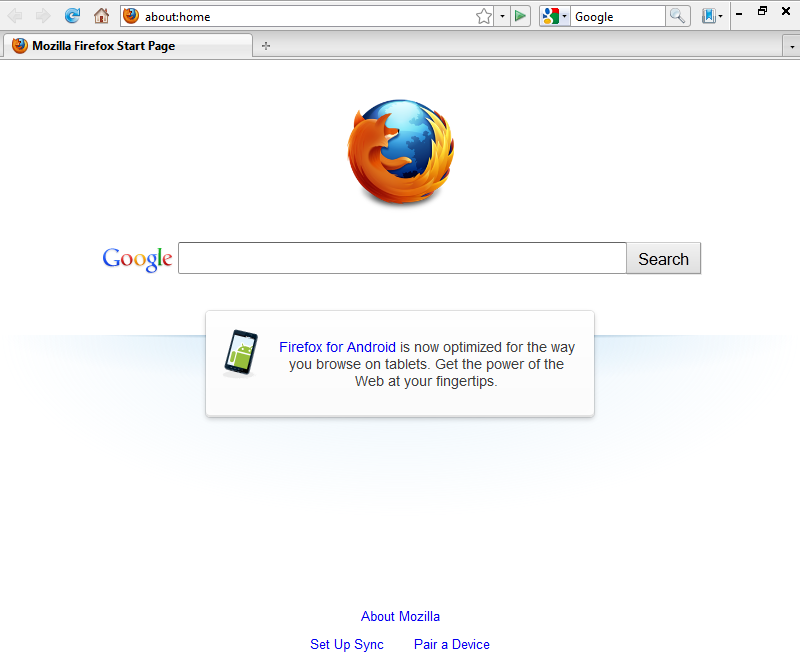 about:home
Google
Mozilla Firefox Start Page
Google
Search
Firefox for Android is now optimized for the way
you browse on tablets. Get the power of the
Web at your fingertips.
About Mozilla
Set Up Sync
Pair a Device